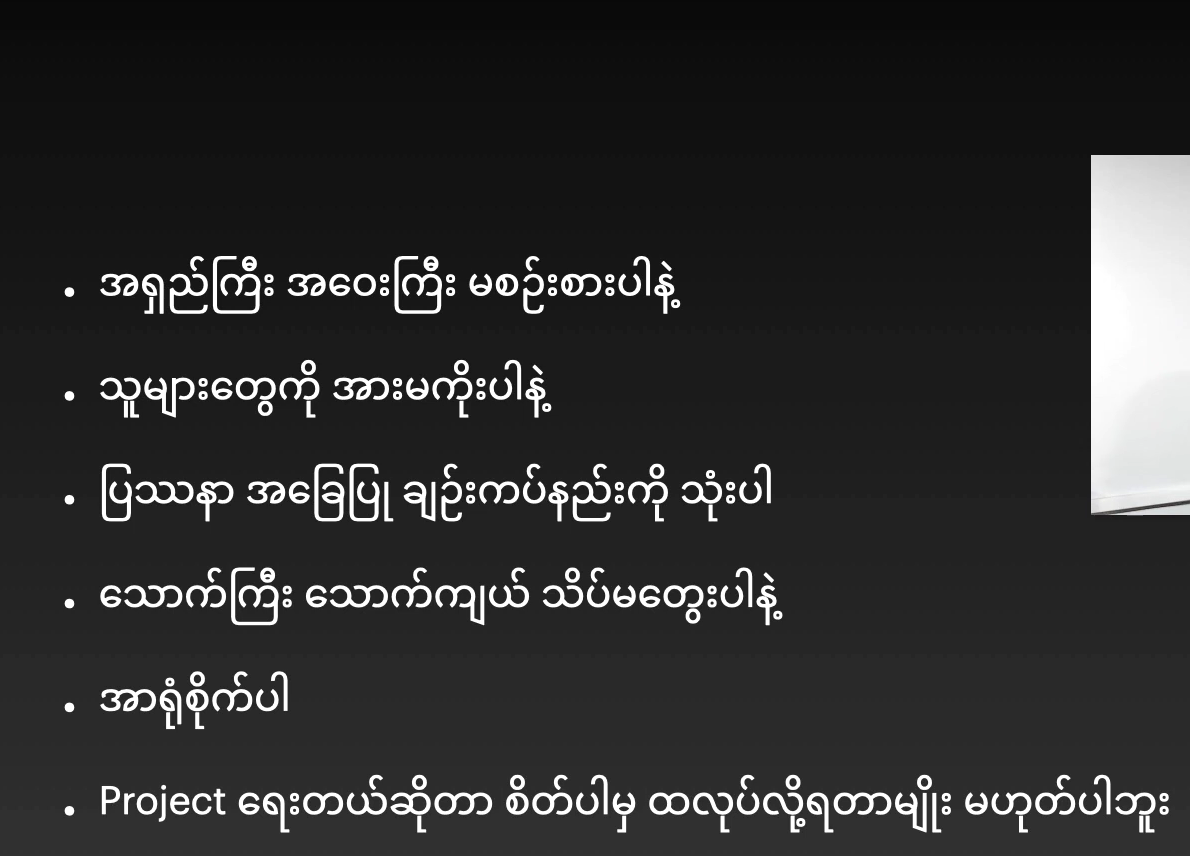 • အရှည်ကြီး အဝေးကြီး မစဉ်းစားပါနဲ့
• သူများတွေကို အားမကိုးပါနဲ့
• ပြဿနာ အခြေပြု ချဉ်းကပ်နည်းကို သုံးပါ
• သောက်ကြီး သောက်ကျယ် သိပ်မတွေးပါနဲ့
• အာရုံစိုက်ပါ
• Project ရေးတယ်ဆိုတာ စိတ်ပါမှ ထလုပ်လို့ရတာမျိုး မဟုတ်ပါဘူး